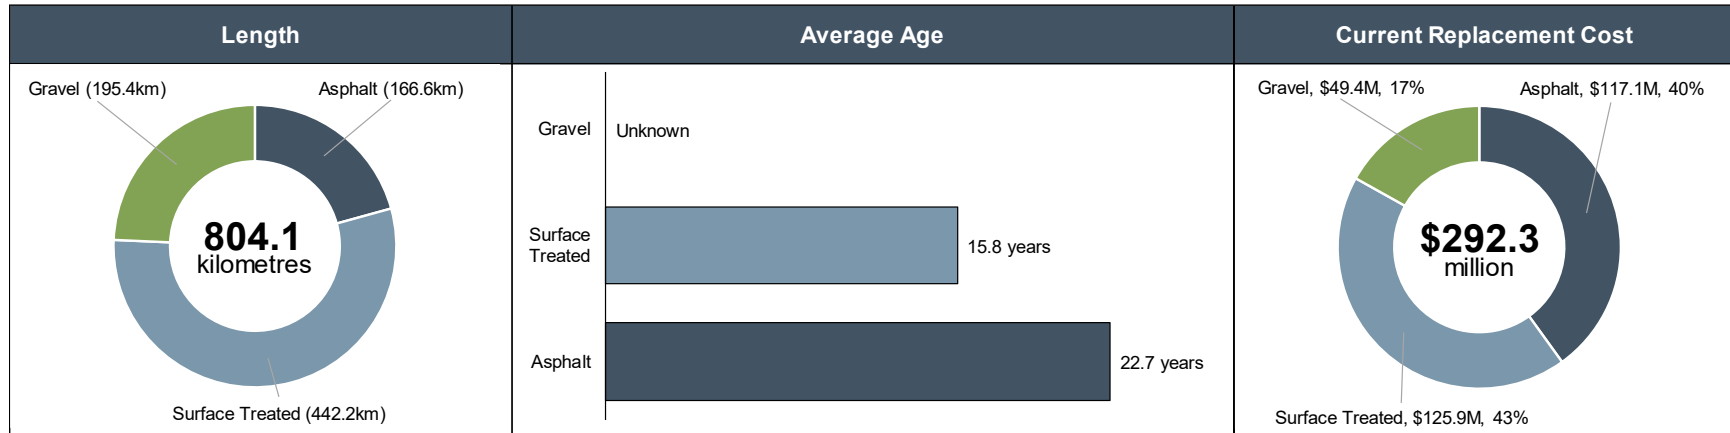 Length
Average Age
Current Replacement Cost
Gravel (195.4km)
Asphalt (166.6km)
804.1
kilometres
Surface Treated (442.2km)
Gravel
Unknown
Surface
Treated
15.8 years
Asphalt
22.7 years
Gravel, $49.4M, 17%
Asphalt, $117.1M, 40%
$292.3
million
Surface Treated, $125.9M, 43%